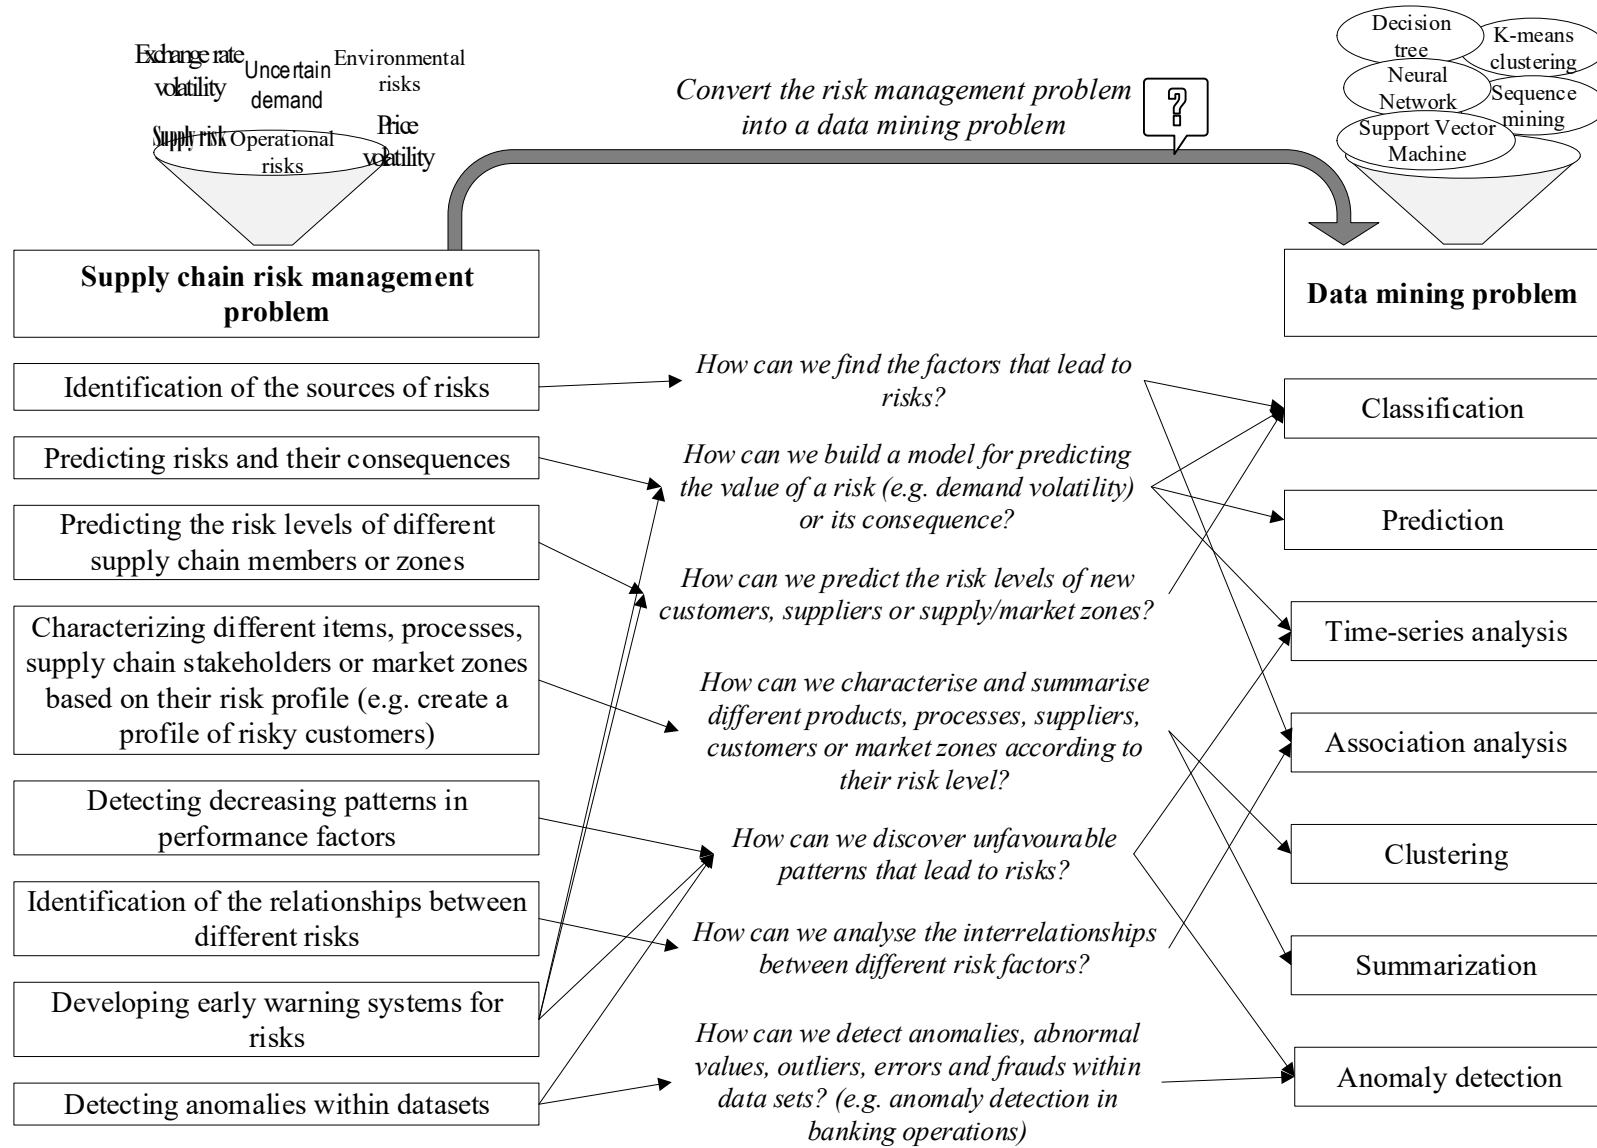 Exchange rate
volatility
Uncertain
demand
Environmental
risks
Supply risk
Operational
risks
Price
volatility
Convert the risk management problem
into a data mining problem
?
Decision
tree
K-means
clustering
Neural
Network
Sequence
mining
Support Vector
Machine
Supply chain risk management
problem
Data mining problem
Identification of the sources of risks
Predicting risks and their consequences
Predicting the risk levels of different
supply chain members or zones
Characterizing different items, processes,
supply chain stakeholders or market zones
based on their risk profile (e.g. create a
profile of risky customers)
Detecting decreasing patterns in
performance factors
Identification of the relationships between
different risks
Developing early warning systems for
risks
Detecting anomalies within datasets
How can we find the factors that lead to
risks?
How can we build a model for predicting
the value of a risk (e.g. demand volatility)
or its consequence?
How can we predict the risk levels of new
customers, suppliers or supply/market zones?
How can we characterise and summarise
different products, processes, suppliers,
customers or market zones according to
their risk level?
How can we discover unfavourable
patterns that lead to risks?
How can we analyse the interrelationships
between different risk factors?
How can we detect anomalies, abnormal
values, outliers, errors and frauds within
data sets? (e.g. anomaly detection in
banking operations)
Classification
Prediction
Time-series analysis
Association analysis
Clustering
Summarization
Anomaly detection